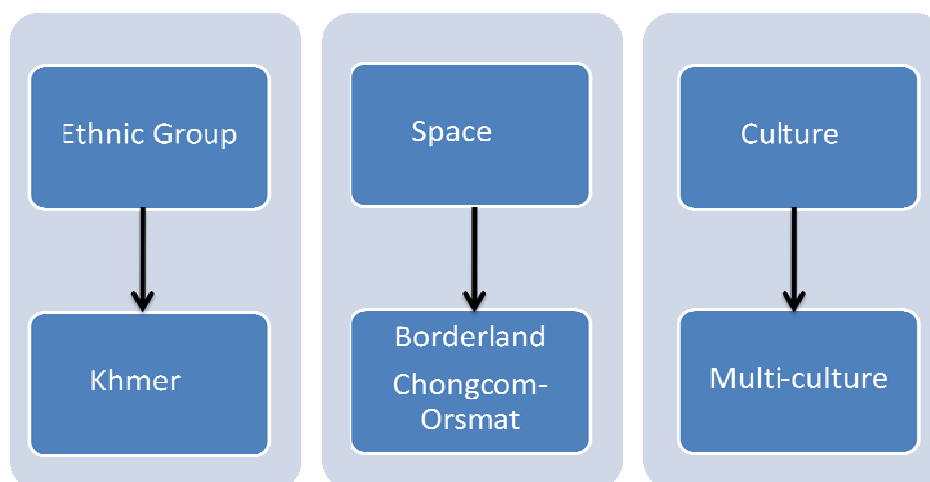 Ethnic Group
Space
Culture
Khmer
Borderland
Chongcom-
Orsmat
Multi-culture